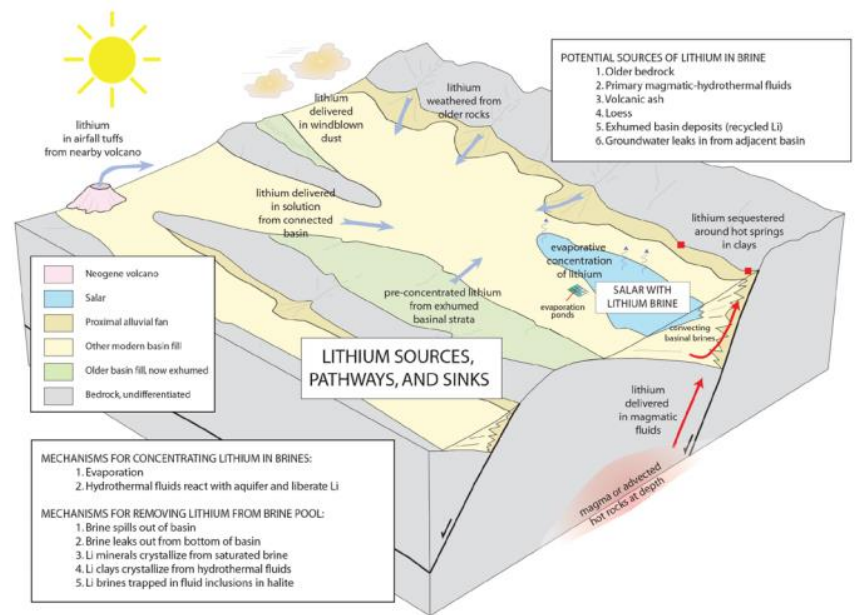 POTENTIAL SOURCES OF LITHIUM IN BRINE
1. Older bedrock
2. Primary magmatic-hydrothermal fluids
3. Volcanic ash
4. Loess
5. Exhumed basin deposits (recycled Li)
6. Groundwater leaks in from adjacent basin
lithium
in airfall tuffs
from nearby volcano
lithium
delivered
in windblown
dust
lithium
weathered from
older rocks
lithium delivered
in solution
from connected
basin
lithium sequestered
around hot springs
in clays
evaporative
concentration
of lithium
SALAR WITH
LITHIUM BRINE
evaporation
ponds
pre-concentrated lithium
from exhumed
basinal strata
convecting
basinal brines
Neogene volcano
Salar
Proximal alluvial fan
Other modern basin fill
Older basin fill, now exhumed
Bedrock, undifferentiated
LITHIUM SOURCES,
PATHWAYS, AND SINKS
lithium
delivered
in magmatic
fluids
magma or advected
hot rocks at depth
MECHANISMS FOR CONCENTRATING LITHIUM IN BRINES:
1. Evaporation
2. Hydrothermal fluids react with aquifer and liberate Li
MECHANISMS FOR REMOVING LITHIUM FROM BRINE POOL:
1. Brine spills out of basin
2. Brine leaks out from bottom of basin
3. Li minerals crystallize from saturated brine
4. Li clays crystallize from hydrothermal fluids
5. Li brines trapped in fluid inclusions in halite